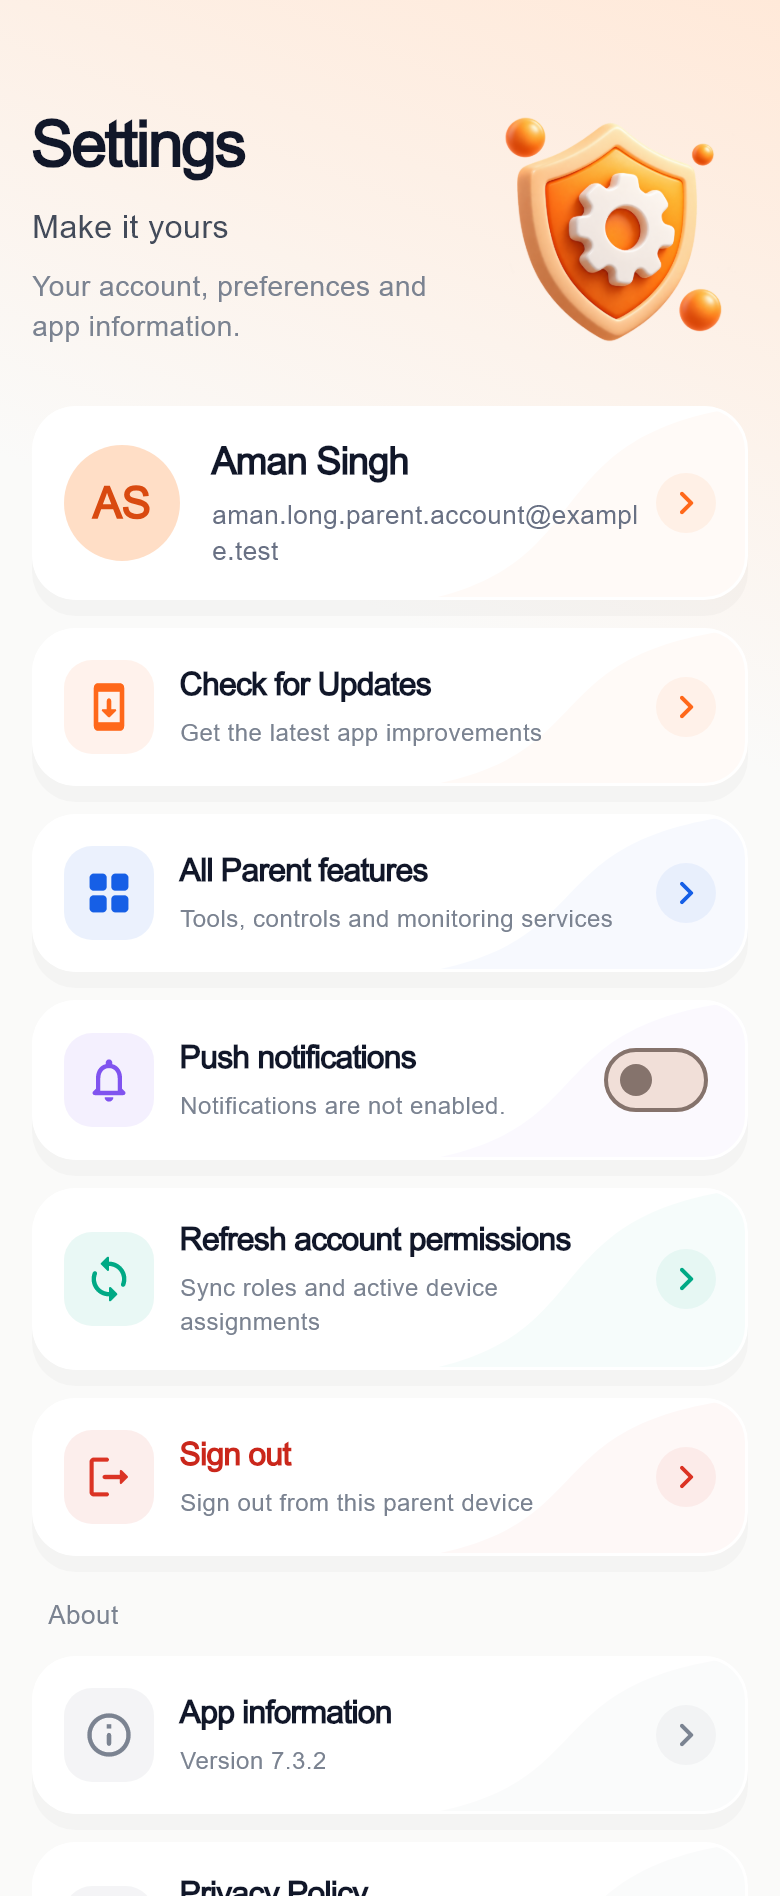 Settings
Make it yours
Your account, preferences and
app information.
AS
Aman Singh
aman.long.parent.account@exampl
e.test
Check for Updates
Get the latest app improvements
All Parent features
Tools, controls and monitoring services
Push notifications
Notifications are not enabled.
Refresh account permissions
Sync roles and active device
assignments
Sign out
Sign out from this parent device
About
App information
Version 7.3.2
Privacy Policy